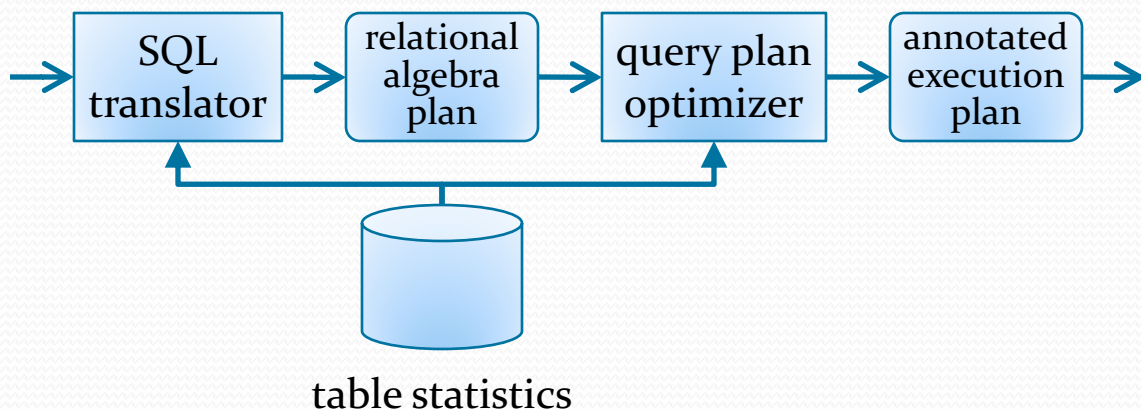 SQL
translator
relational
algebra
plan
query plan
optimizer
annotated
execution
plan
table statistics